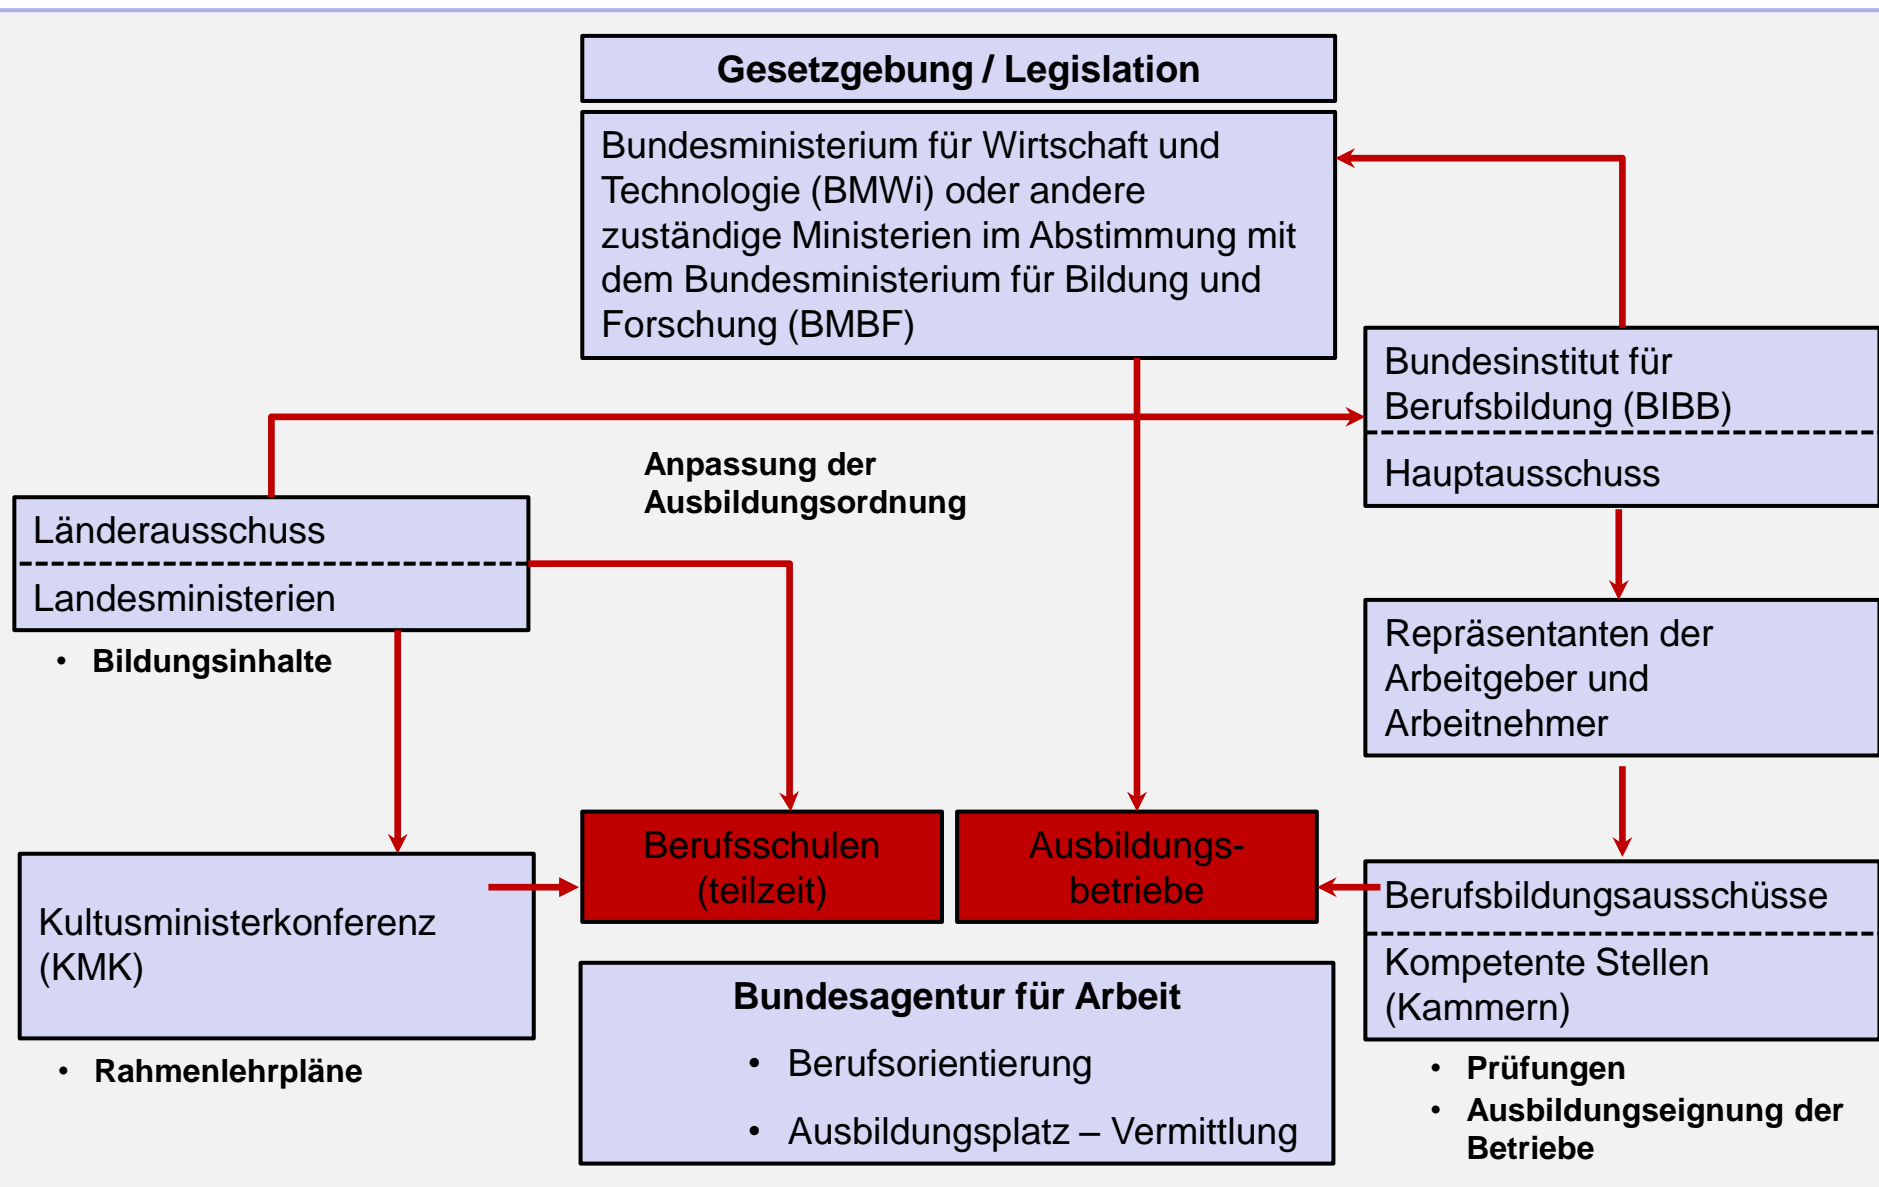 Gesetzgebung / Legislation
Bundesministerium für Wirtschaft und
Technologie (BMWi) oder andere
zuständige Ministerien im Abstimmung mit
dem Bundesministerium für Bildung und
Forschung (BMBF)
Bundesinstitut für
Berufsbildung (BIBB)
Hauptausschuss
Anpassung der
Ausbildungsordnung
Länderausschuss
Landesministerien
• Bildungsinhalte
Repräsentanten der
Arbeitgeber und
Arbeitnehmer
Berufsschulen
(teilzeit)
Ausbildungs-
betriebe
Kultusministerkonferenz
(KMK)
• Rahmenlehrpläne
Berufsbildungsausschüsse
Kompetente Stellen
(Kammern)
• Prüfungen
• Ausbildungseignung der
Betriebe
Bundesagentur für Arbeit
• Berufsorientierung
• Ausbildungsplatz – Vermittlung